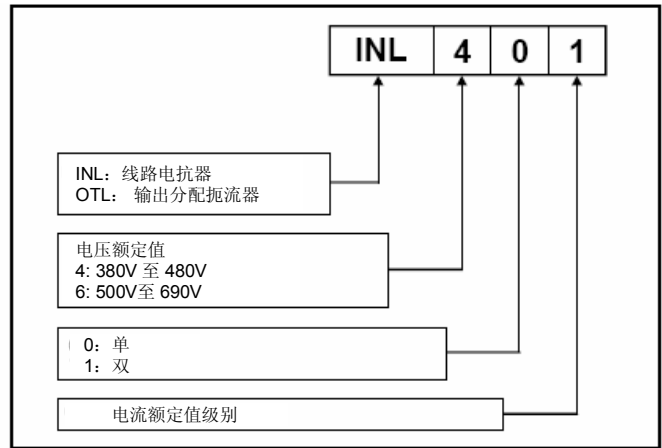 INL 4 0 1
INL：线路电抗器
OTL： 输出分配扼流器
电压额定值
4: 380V 至 480V
6: 500V至 690V
0：单
1：双
电流额定值级别